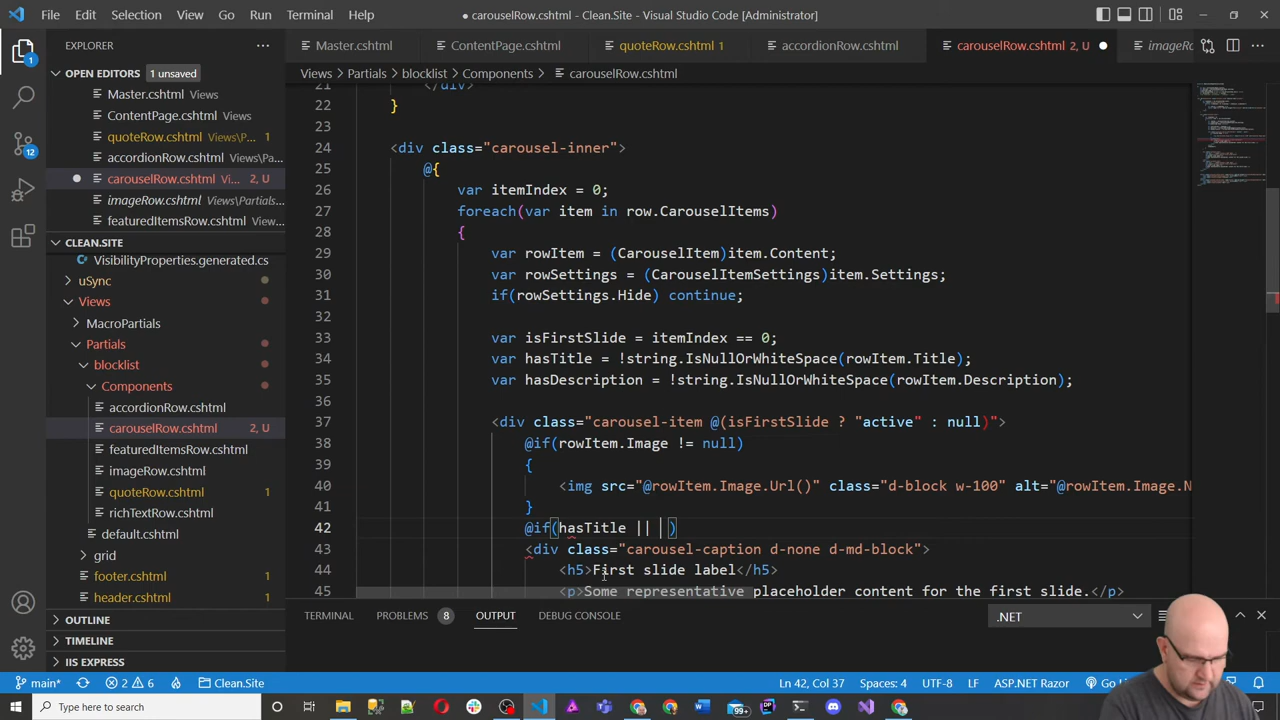 File Edit Selection View Go Run Terminal Help
● carouselRow.cshtml - Clean.Site - Visual Studio Code [Administrator]
EXPLORER
Master.cshtml
ContentPage.cshtml
quoteRow.cshtml 1
accordionRow.cshtml
carouselRow.cshtml 2, U
imageRo
OPEN EDITORS 1 unsaved
Views > Partials > blocklist > Components > carouselRow.cshtml
Master.cshtml Views
ContentPage.cshtml Views
quoteRow.cshtml Views\P...
accordionRow.cshtml Views\Pa...
carouselRow.cshtml Vi... 2, U
imageRow.cshtml Views\Partials...
featuredItemsRow.cshtml View...
CLEAN.SITE
VisibilityProperties.generated.cs
uSync
Views
MacroPartials
Partials
blocklist
Components
accordionRow.cshtml
carouselRow.cshtml 2, U
featuredItemsRow.cshtml
imageRow.cshtml
quoteRow.cshtml 1
richTextRow.cshtml
default.cshtml
grid
footer.cshtml
header.cshtml
OUTLINE
TIMELINE
IIS EXPRESS
21 </div>
22 }
23
24 <div class="carousel-inner">
25 @{
26 var itemIndex = 0;
27 foreach(var item in row.CarouselItems)
28 {
29 var rowItem = (CarouselItem)item.Content;
30 var rowSettings = (CarouselItemSettings)item.Settings;
31 if(rowSettings.Hide) continue;
32
33 var isFirstSlide = itemIndex == 0;
34 var hasTitle = !string.IsNullOrWhiteSpace(rowItem.Title);
35 var hasDescription = !string.IsNullOrWhiteSpace(rowItem.Description);
36
37 <div class="carousel-item @(isFirstSlide ? "active" : null)">
38 @if(rowItem.Image != null)
39 {
40 <img src="@rowItem.Image.Url()" class="d-block w-100" alt="@rowItem.Image.N
41 }
42 @if(hasTitle || )
43 <div class="carousel-caption d-none d-md-block">
44 <h5>First slide label</h5>
45 <p>Some representative placeholder content for the first slide.</p>
TERMINAL PROBLEMS 8 OUTPUT DEBUG CONSOLE
.NET
main* 2 6 Clean.Site
Ln 42, Col 37 Spaces: 4 UTF-8 LF ASP.NET Razor Go Li
Type here to search
99+